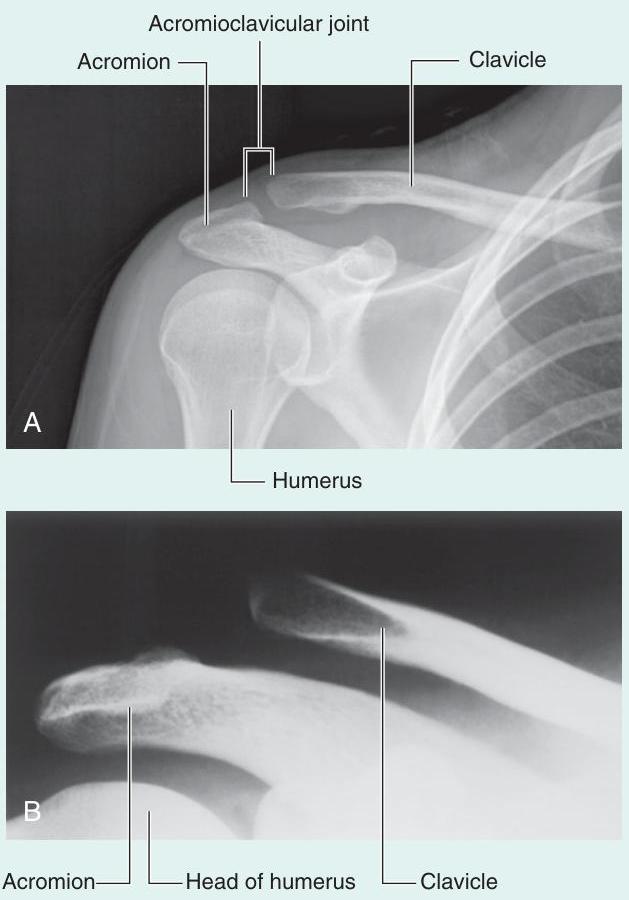 Acromioclavicular joint
Acromion
Clavicle
A
Humerus
B
Acromion
Head of humerus
Clavicle